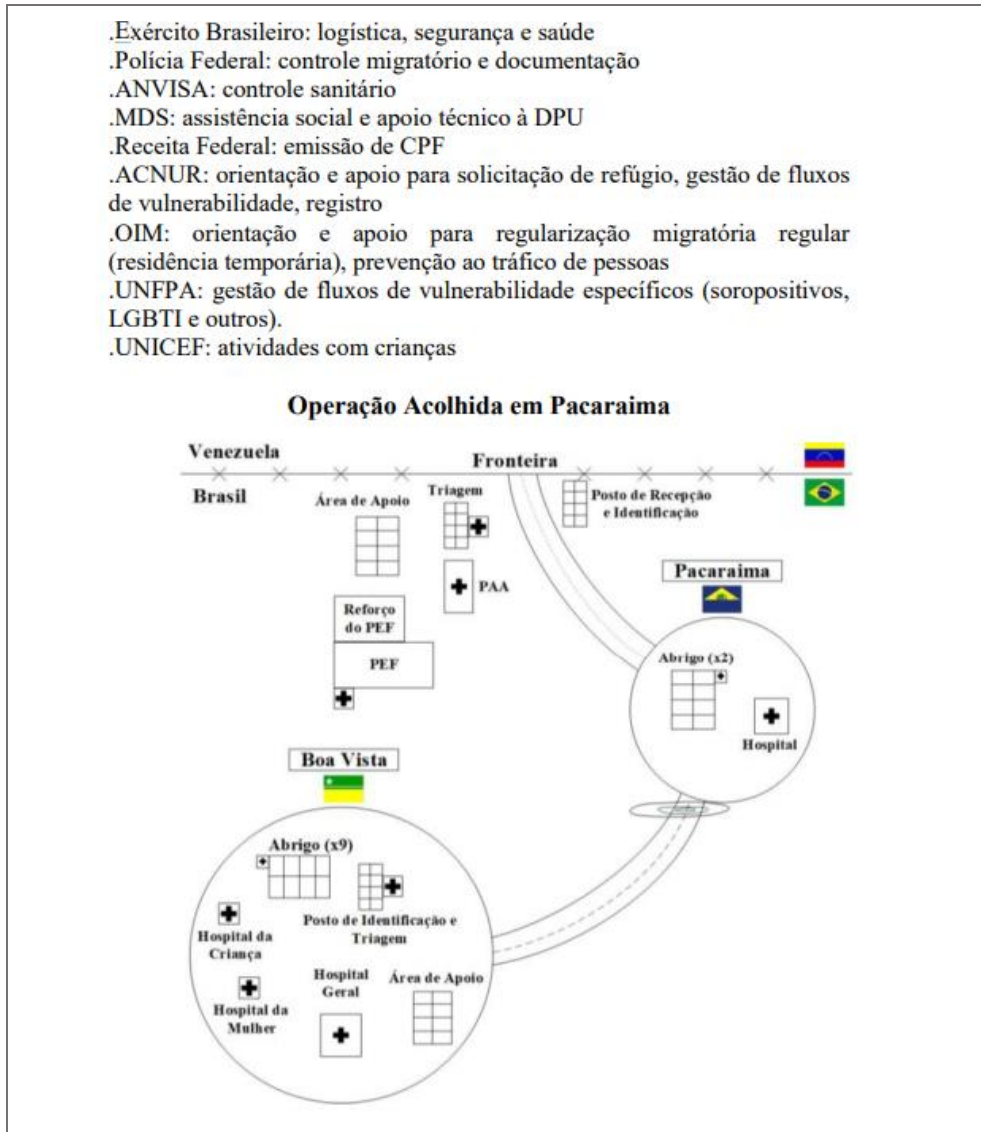 .Exército Brasileiro: logística, segurança e saúde
.Polícia Federal: controle migratório e documentação
.ANVISA: controle sanitário
.MDS: assistência social e apoio técnico à DPU
.Receita Federal: emissão de CPF
.ACNUR: orientação e apoio para solicitação de refúgio, gestão de fluxos
de vulnerabilidade, registro
.OIM: orientação e apoio para regularização migratória regular
(residência temporária), prevenção ao tráfico de pessoas
.UNFPA: gestão de fluxos de vulnerabilidade específicos (soropositivos,
LGBTI e outros).
.UNICEF: atividades com crianças
Operação Acolhida em Pacaraima
Venezuela
Fronteira
Brasil
Área de Apoio
Triagem
Posto de Recepção
e Identificação
PAA
Pacaraima
Reforço
do PEF
PEF
Abrigo (x2)
Hospital
Boa Vista
Abrigo (x9)
Posto de Identificação e
Triagem
Hospital da
Criança
Hospital
Geral
Área de Apoio
Hospital da
Mulher